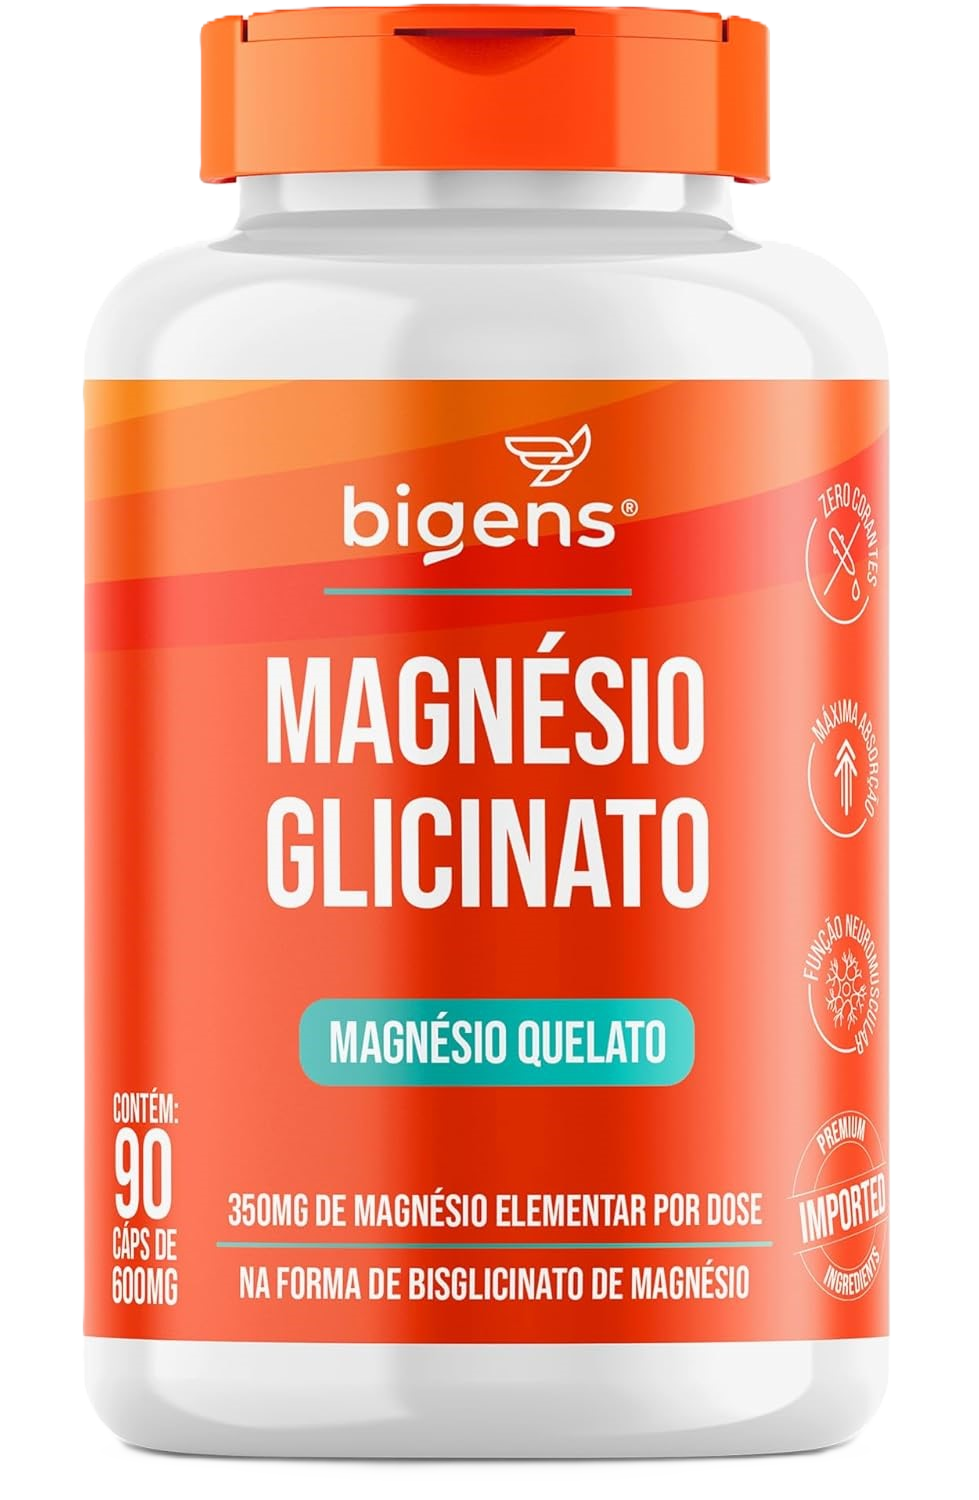 bigens®
MAGNÉSIO
GLICINATO
MAGNÉSIO QUELATO
CONTÉM:
90
CÁPS DE
600MG
350MG DE MAGNÉSIO ELEMENTAR POR DOSE
NA FORMA DE BISGLICINATO DE MAGNÉSIO
ZERO CORANTES
MÁXIMA ABSORÇÃO
FUNÇÃO NEUROMUSCULAR
PREMIUM
IMPORTED
INGREDIENTS